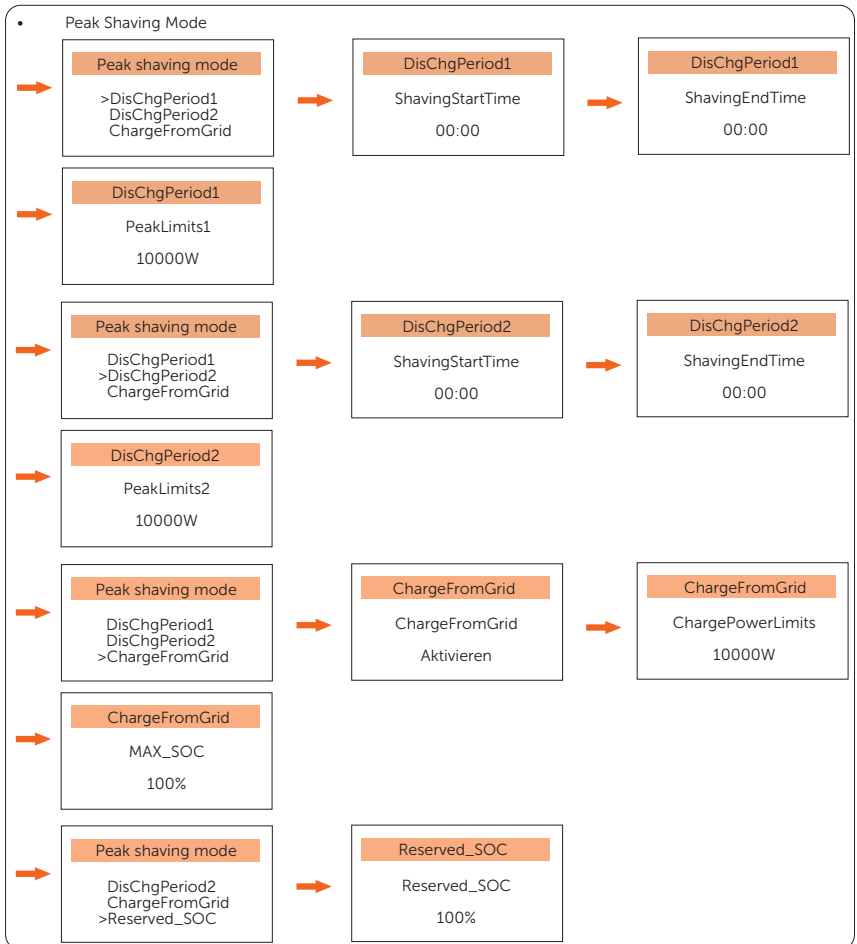 • Peak Shaving Mode
Peak shaving mode
>DisChgPeriod1
DisChgPeriod2
ChargeFromGrid
DisChgPeriod1
ShavingStartTime
00:00
DisChgPeriod1
ShavingEndTime
00:00
DisChgPeriod1
PeakLimits1
10000W
Peak shaving mode
DisChgPeriod1
>DisChgPeriod2
ChargeFromGrid
DisChgPeriod2
ShavingStartTime
00:00
DisChgPeriod2
ShavingEndTime
00:00
DisChgPeriod2
PeakLimits2
10000W
Peak shaving mode
DisChgPeriod1
DisChgPeriod2
>ChargeFromGrid
ChargeFromGrid
ChargeFromGrid
Aktivieren
ChargeFromGrid
ChargePowerLimits
10000W
ChargeFromGrid
MAX_SOC
100%
Peak shaving mode
DisChgPeriod2
ChargeFromGrid
>Reserved_SOC
Reserved_SOC
Reserved_SOC
100%